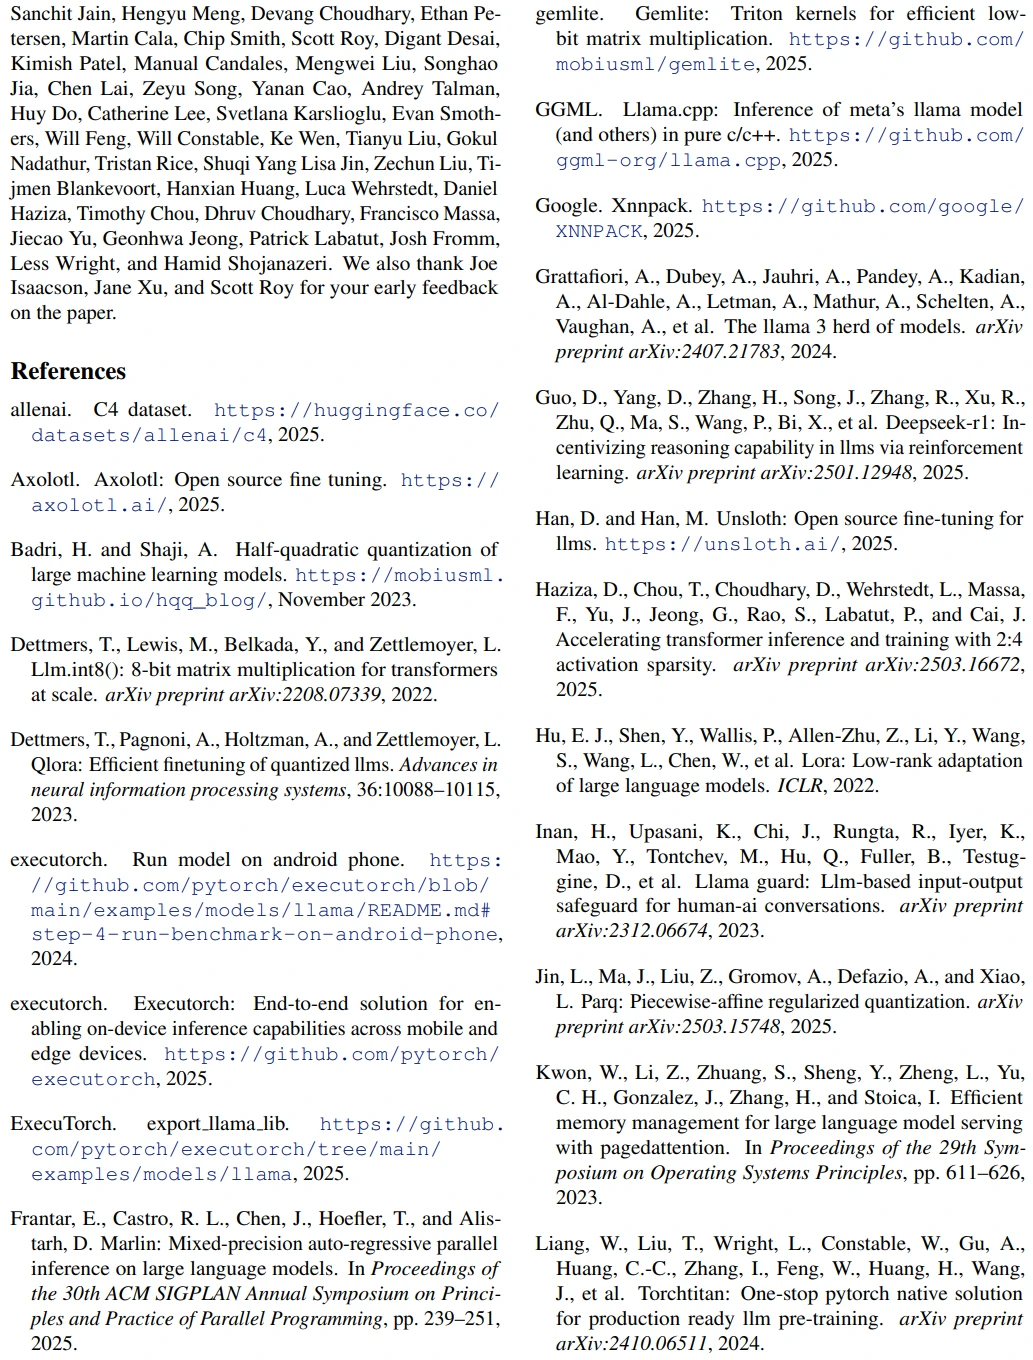 Sanchit Jain, Hengyu Meng, Devang Choudhary, Ethan Pe-
tersen, Martin Cala, Chip Smith, Scott Roy, Digant Desai,
Kimish Patel, Manual Candales, Mengwei Liu, Songhao
Jia, Chen Lai, Zeyu Song, Yanan Cao, Andrey Talman,
Huy Do, Catherine Lee, Svetlana Karslioglu, Evan Smoth-
ers, Will Feng, Will Constable, Ke Wen, Tianyu Liu, Gokul
Nadathur, Tristan Rice, Shuqi Yang Lisa Jin, Zechun Liu, Ti-
jmen Blankevoort, Hanxian Huang, Luca Wehrstedt, Daniel
Haziza, Timothy Chou, Dhruv Choudhary, Francisco Massa,
Jiecao Yu, Geonhwa Jeong, Patrick Labatut, Josh Fromm,
Less Wright, and Hamid Shojanazeri. We also thank Joe
Isaacson, Jane Xu, and Scott Roy for your early feedback
on the paper.
References
allenai. C4 dataset. https://huggingface.co/
datasets/allenai/c4, 2025.
Axolotl. Axolotl: Open source fine tuning. https://
axolotl.ai/, 2025.
Badri, H. and Shaji, A. Half-quadratic quantization of
large machine learning models. https://mobiusml.
github.io/hqq_blog/, November 2023.
Dettmers, T., Lewis, M., Belkada, Y., and Zettlemoyer, L.
Llm.int8(): 8-bit matrix multiplication for transformers
at scale. arXiv preprint arXiv:2208.07339, 2022.
Dettmers, T., Pagnoni, A., Holtzman, A., and Zettlemoyer, L.
Qlora: Efficient finetuning of quantized llms. Advances in
neural information processing systems, 36:10088–10115,
2023.
executorch. Run model on android phone. https:
//github.com/pytorch/executorch/blob/
main/examples/models/llama/README.md#
step-4-run-benchmark-on-android-phone,
2024.
executorch. Executorch: End-to-end solution for en-
abling on-device inference capabilities across mobile and
edge devices. https://github.com/pytorch/
executorch, 2025.
ExecuTorch. export_llama_lib. https://github.
com/pytorch/executorch/tree/main/
examples/models/llama, 2025.
Frantar, E., Castro, R. L., Chen, J., Hoefler, T., and Alis-
tarh, D. Marlin: Mixed-precision auto-regressive parallel
inference on large language models. In Proceedings of
the 30th ACM SIGPLAN Annual Symposium on Princi-
ples and Practice of Parallel Programming, pp. 239–251,
2025.
gemlite. Gemlite: Triton kernels for efficient low-
bit matrix multiplication. https://github.com/
mobiusml/gemlite, 2025.
GGML. Llama.cpp: Inference of meta's llama model
(and others) in pure c/c++. https://github.com/
ggml-org/llama.cpp, 2025.
Google. Xnnpack. https://github.com/google/
XNNPACK, 2025.
Grattafiori, A., Dubey, A., Jauhri, A., Pandey, A., Kadian,
A., Al-Dahle, A., Letman, A., Mathur, A., Schelten, A.,
Vaughan, A., et al. The llama 3 herd of models. arXiv
preprint arXiv:2407.21783, 2024.
Guo, D., Yang, D., Zhang, H., Song, J., Zhang, R., Xu, R.,
Zhu, Q., Ma, S., Wang, P., Bi, X., et al. Deepseek-r1: In-
centivizing reasoning capability in llms via reinforcement
learning. arXiv preprint arXiv:2501.12948, 2025.
Han, D. and Han, M. Unsloth: Open source fine-tuning for
llms. https://unsloth.ai/, 2025.
Haziza, D., Chou, T., Choudhary, D., Wehrstedt, L., Massa,
F., Yu, J., Jeong, G., Rao, S., Labatut, P., and Cai, J.
Accelerating transformer inference and training with 2:4
activation sparsity. arXiv preprint arXiv:2503.16672,
2025.
Hu, E. J., Shen, Y., Wallis, P., Allen-Zhu, Z., Li, Y., Wang,
S., Wang, L., Chen, W., et al. Lora: Low-rank adaptation
of large language models. ICLR, 2022.
Inan, H., Upasani, K., Chi, J., Rungta, R., Iyer, K.,
Mao, Y., Tontchev, M., Hu, Q., Fuller, B., Testug-
gine, D., et al. Llama guard: Llm-based input-output
safeguard for human-ai conversations. arXiv preprint
arXiv:2312.06674, 2023.
Jin, L., Ma, J., Liu, Z., Gromov, A., Defazio, A., and Xiao,
L. Parq: Piecewise-affine regularized quantization. arXiv
preprint arXiv:2503.15748, 2025.
Kwon, W., Li, Z., Zhuang, S., Sheng, Y., Zheng, L., Yu,
C. H., Gonzalez, J., Zhang, H., and Stoica, I. Efficient
memory management for large language model serving
with pagedattention. In Proceedings of the 29th Sym-
posium on Operating Systems Principles, pp. 611–626,
2023.
Liang, W., Liu, T., Wright, L., Constable, W., Gu, A.,
Huang, C.-C., Zhang, I., Feng, W., Huang, H., Wang,
J., et al. Torchtitan: One-stop pytorch native solution
for production ready llm pre-training. arXiv preprint
arXiv:2410.06511, 2024.